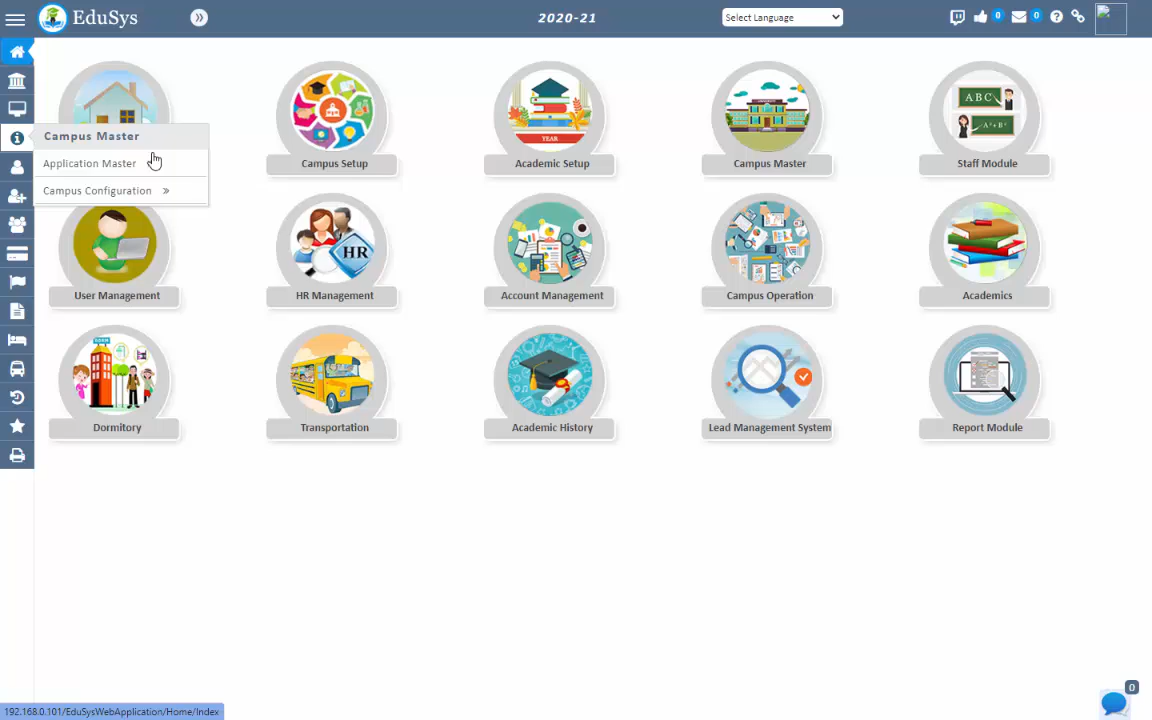 EduSys
2020-21
Select Language
0
0
Campus Master
Application Master
Campus Configuration »
Campus Setup
Academic Setup
Campus Master
Staff Module
YEAR
ABC
A²+B²
User Management
HR Management
Account Management
Campus Operation
Academics
HR
Dormitory
Transportation
Academic History
Lead Management System
Report Module
0
192.168.0.101/EduSysWebApplication/Home/Index